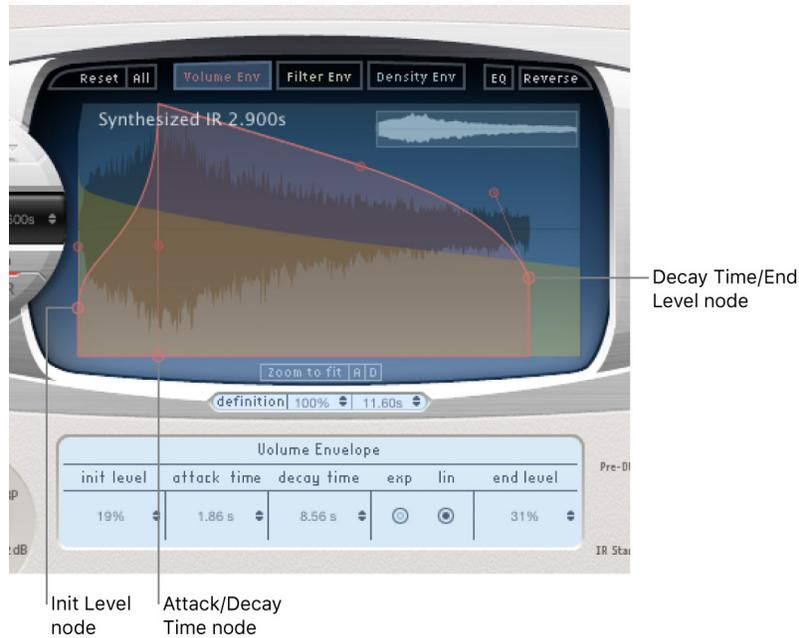 Reset All Volume Env Filter Env Density Env EQ Reverse
Synthesized IR 2.900s
Decay Time/End
Level node
Zoom to fit A D
definition 100% 11.60s
Volume Envelope
init level attack time decay time exp lin end level
19% 1.86 s 8.56 s 31%
Init Level
node
Attack/Decay
Time node